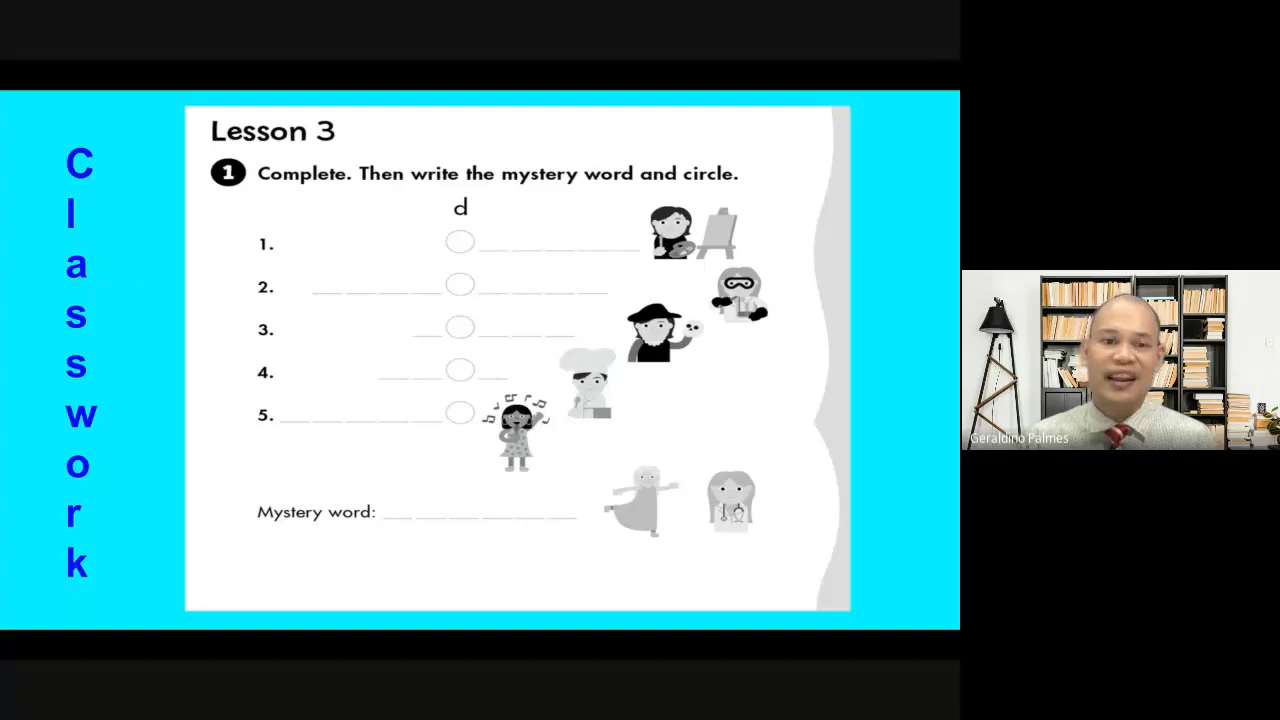 Classwork
Lesson 3
1 Complete. Then write the mystery word and circle.
d
1.
2.
3.
4.
5.
Mystery word:
Geraldino Palmes